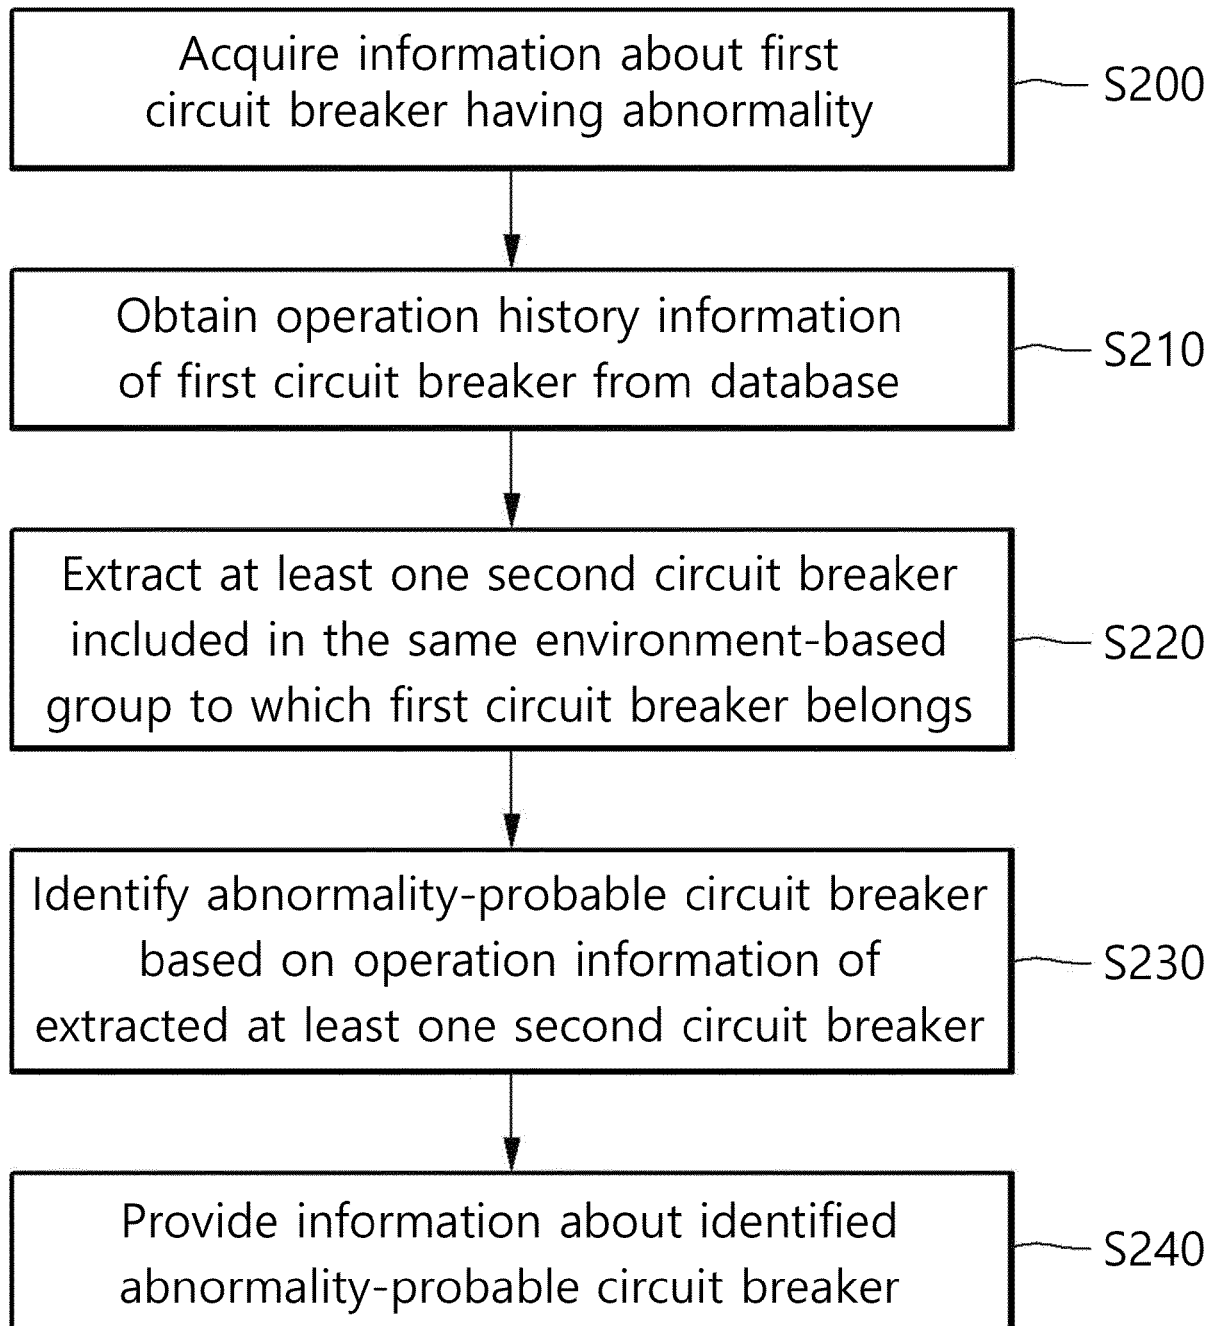 Acquire information about first
circuit breaker having abnormality
S200
Obtain operation history information
of first circuit breaker from database
S210
Extract at least one second circuit breaker
included in the same environment-based
group to which first circuit breaker belongs
S220
Identify abnormality-probable circuit breaker
based on operation information of
extracted at least one second circuit breaker
S230
Provide information about identified
abnormality-probable circuit breaker
S240